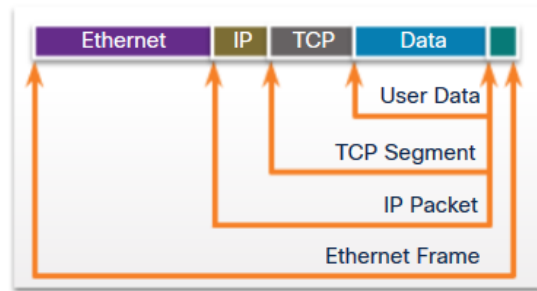 Ethernet IP TCP Data
User Data
TCP Segment
IP Packet
Ethernet Frame